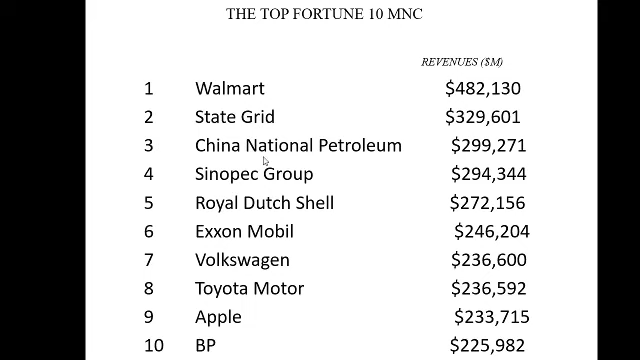 THE TOP FORTUNE 10 MNC
REVENUES ($M)
1 Walmart $482,130
2 State Grid $329,601
3 China National Petroleum $299,271
4 Sinopec Group $294,344
5 Royal Dutch Shell $272,156
6 Exxon Mobil $246,204
7 Volkswagen $236,600
8 Toyota Motor $236,592
9 Apple $233,715
10 BP $225,982